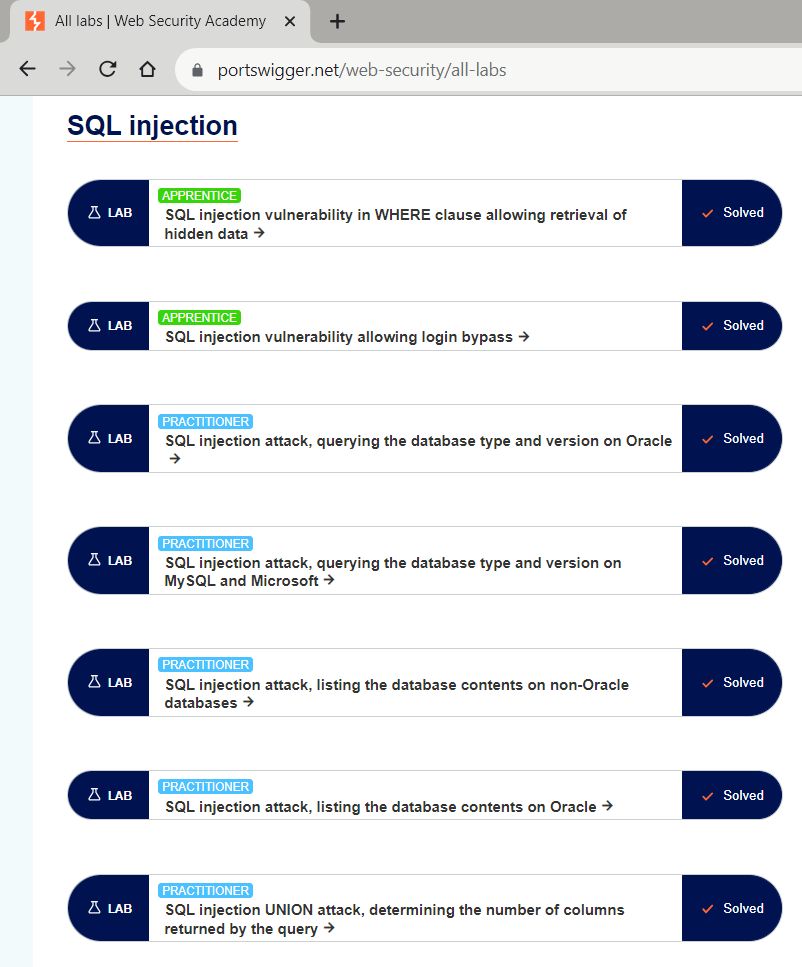 All labs | Web Security Academy
portswigger.net/web-security/all-labs
SQL injection
LAB
APPRENTICE
SQL injection vulnerability in WHERE clause allowing retrieval of
hidden data →
Solved
LAB
APPRENTICE
SQL injection vulnerability allowing login bypass →
Solved
LAB
PRACTITIONER
SQL injection attack, querying the database type and version on Oracle
→
Solved
LAB
PRACTITIONER
SQL injection attack, querying the database type and version on
MySQL and Microsoft →
Solved
LAB
PRACTITIONER
SQL injection attack, listing the database contents on non-Oracle
databases →
Solved
LAB
PRACTITIONER
SQL injection attack, listing the database contents on Oracle →
Solved
LAB
PRACTITIONER
SQL injection UNION attack, determining the number of columns
returned by the query →
Solved